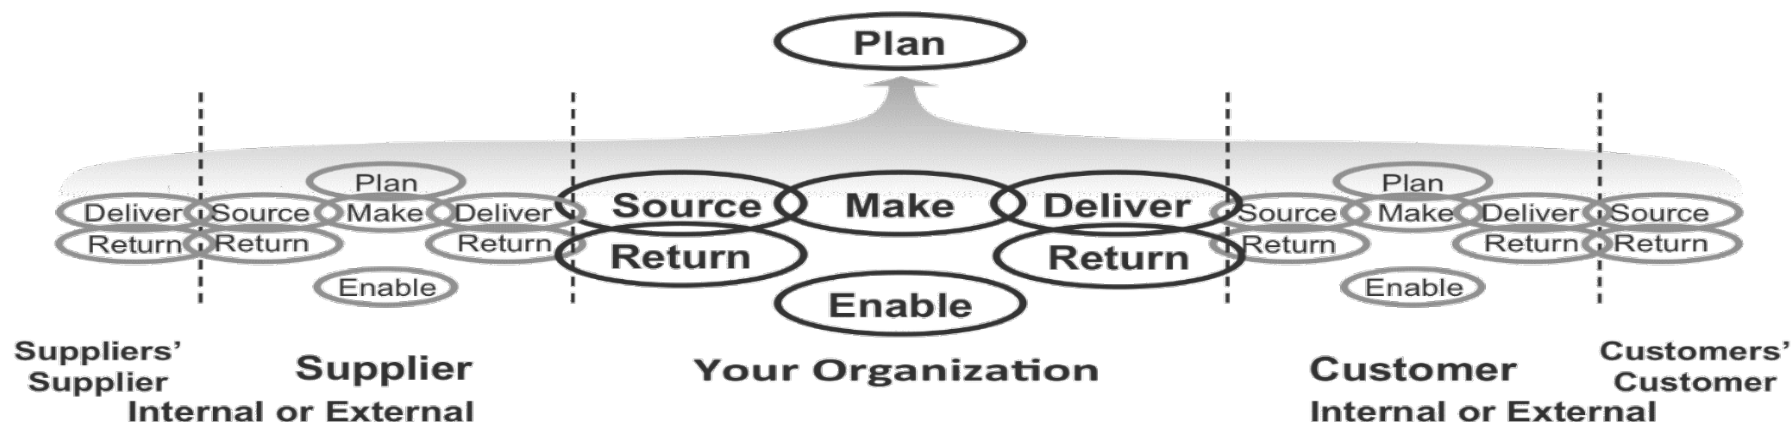 Plan
Plan Plan
Deliver Source Make Deliver Source Make Deliver Source Make Deliver Source
Return Return Return Return Return Return Return Return
Enable Enable Enable
Suppliers’ Supplier Your Organization Customer Customers’
Supplier Customer
Internal or External Internal or External